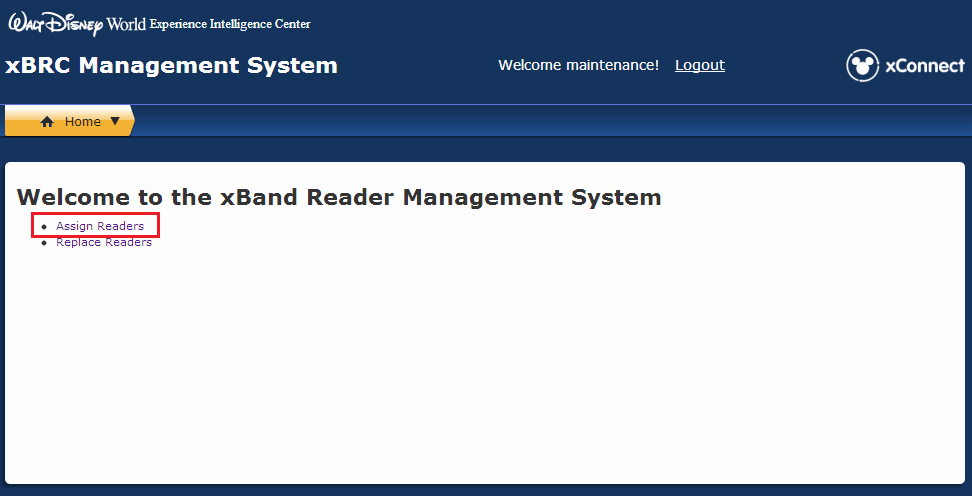 WALT DISNEY World Experience Intelligence Center
xBRC Management System
Welcome maintenance! Logout
xConnect
Home
Welcome to the xBand Reader Management System
Assign Readers
Replace Readers